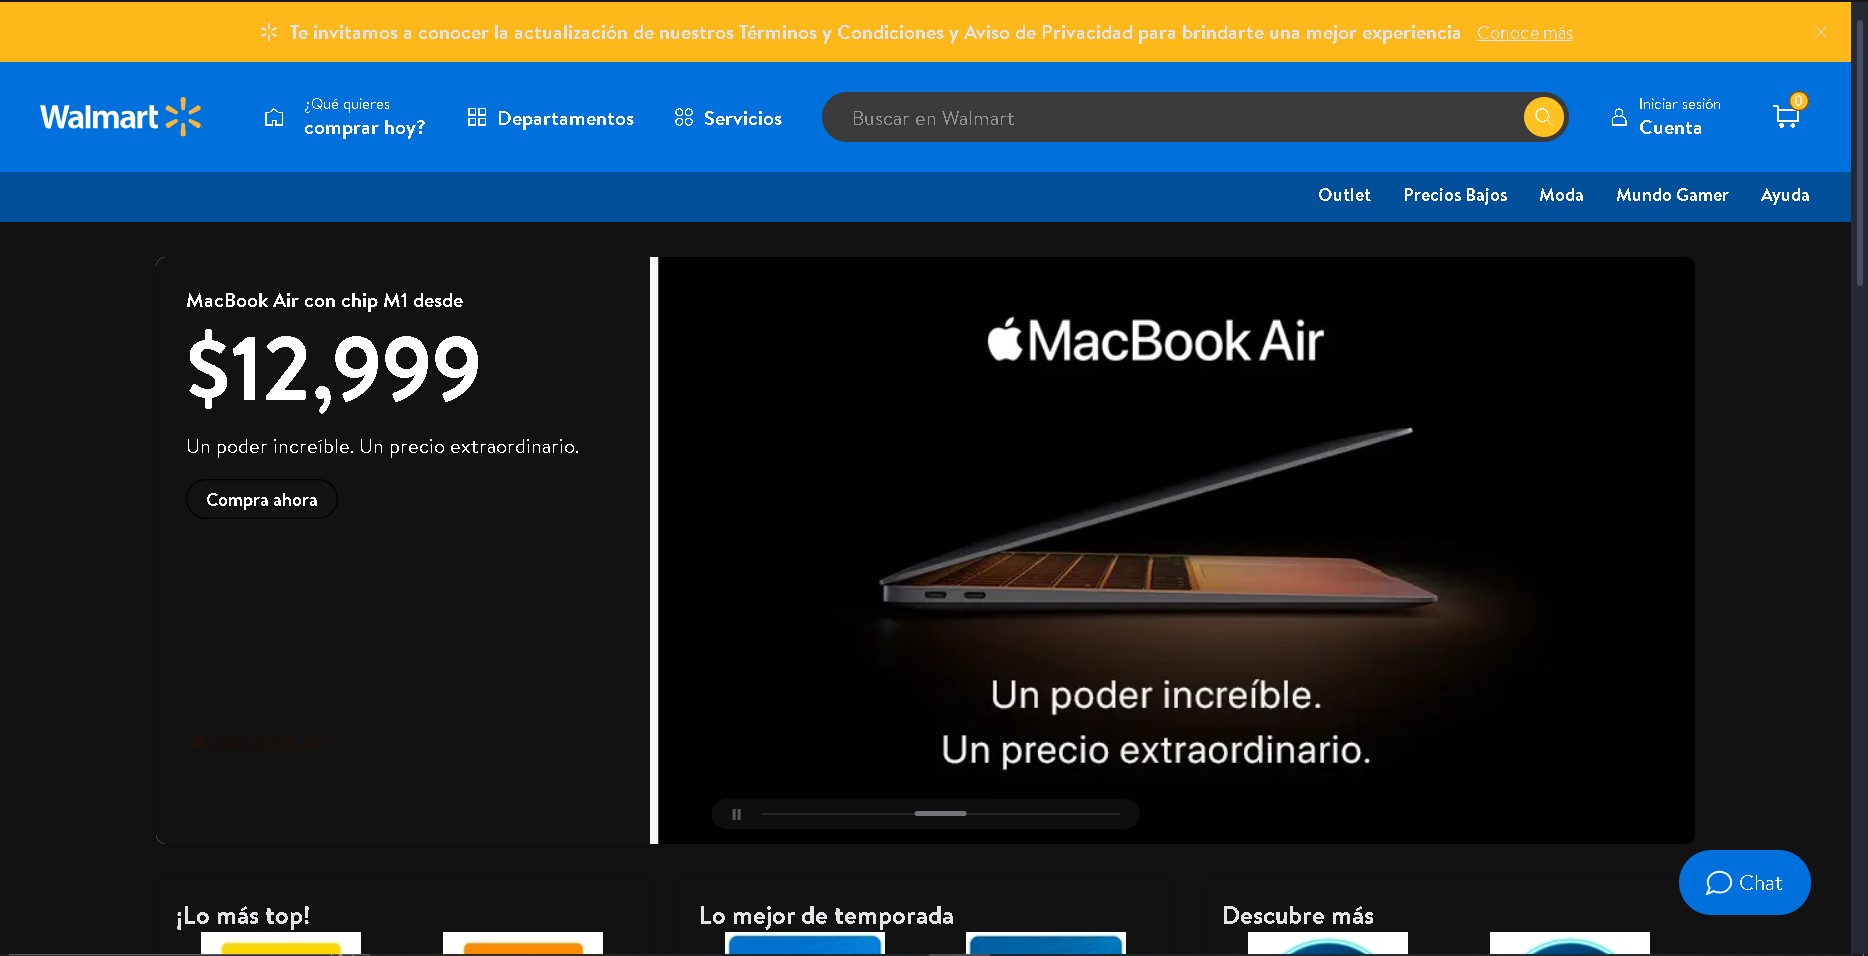 Te invitamos a conocer la actualización de nuestros Términos y Condiciones y Aviso de Privacidad para brindarte una mejor experiencia Conoce más
Walmart
¿Qué quieres
comprar hoy?
Departamentos
Servicios
Buscar en Walmart
Iniciar sesión
Cuenta
0
Outlet Precios Bajos Moda Mundo Gamer Ayuda
MacBook Air con chip M1 desde
$12,999
Un poder increíble. Un precio extraordinario.
Compra ahora
MacBook Air
Un poder increíble.
Un precio extraordinario.
Chat
¡Lo más top!
Lo mejor de temporada
Descubre más